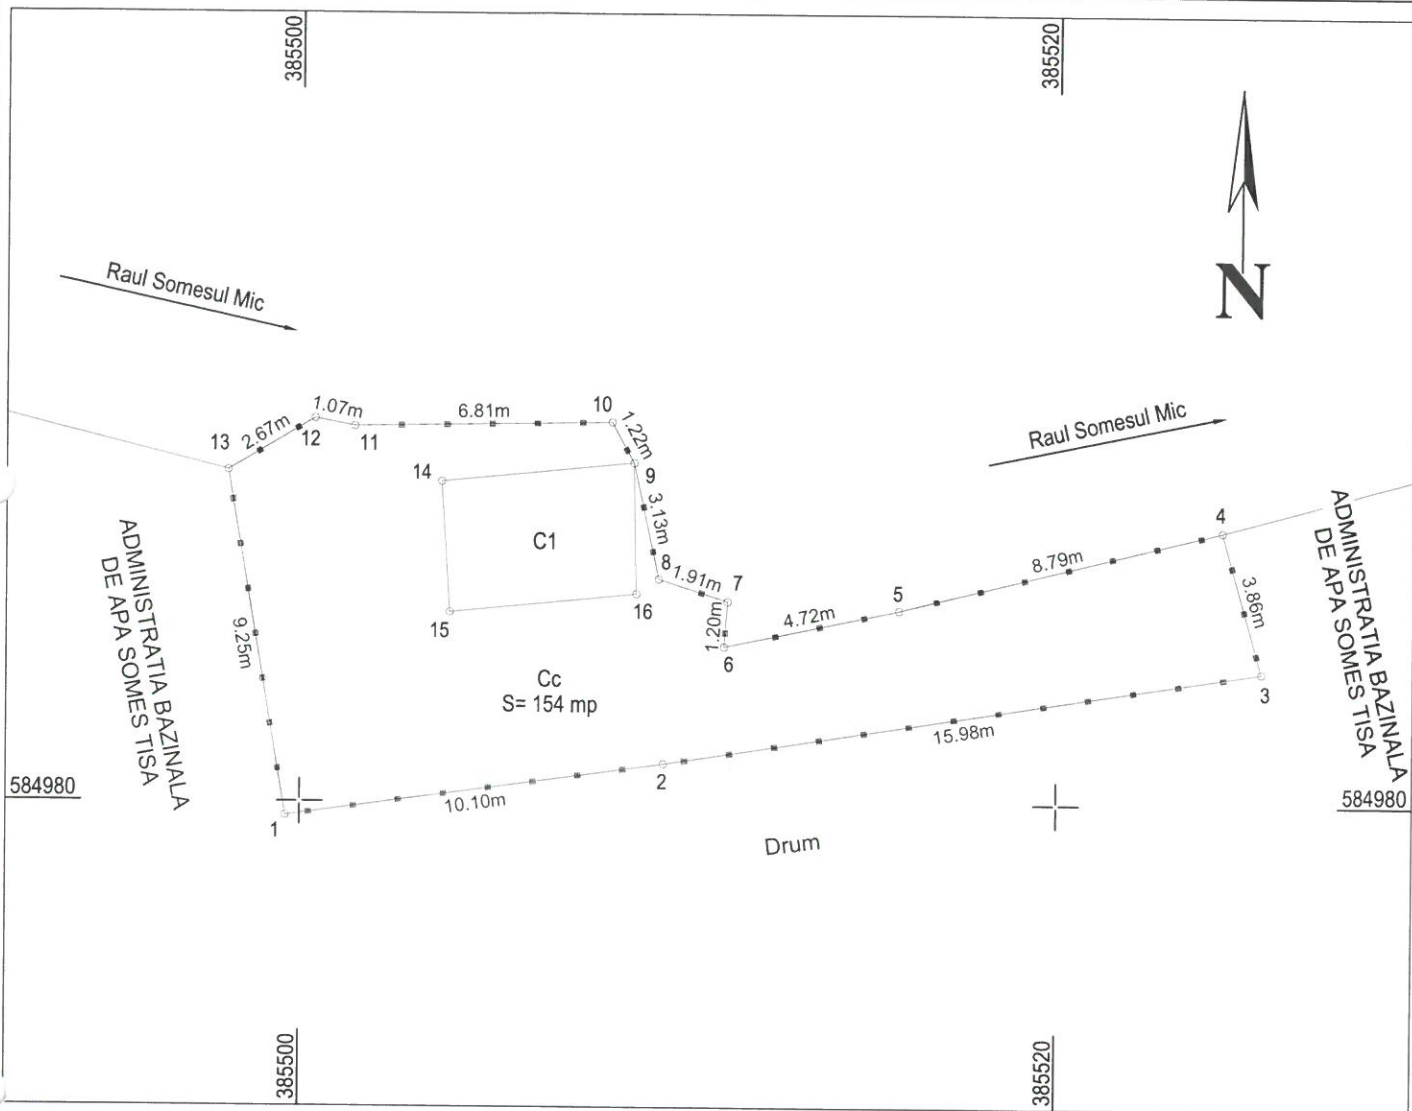 385500
385520
N
Raul Somesul Mic
Raul Somesul Mic
1.07m
6.81m
10
1.22m
2.67m
13
12
11
9
14
3.13m
C1
8
1.91m
7
16
15
1.20m
6
4.72m
5
8.79m
4
3.86m
3
9.25m
ADMINISTRATIA BAZINALA
DE APA SOMES TISA
ADMINISTRATIA BAZINALA
DE APA SOMES TISA
Cc
S= 154 mp
15.98m
2
10.10m
1
584980
584980
Drum
385500
385520